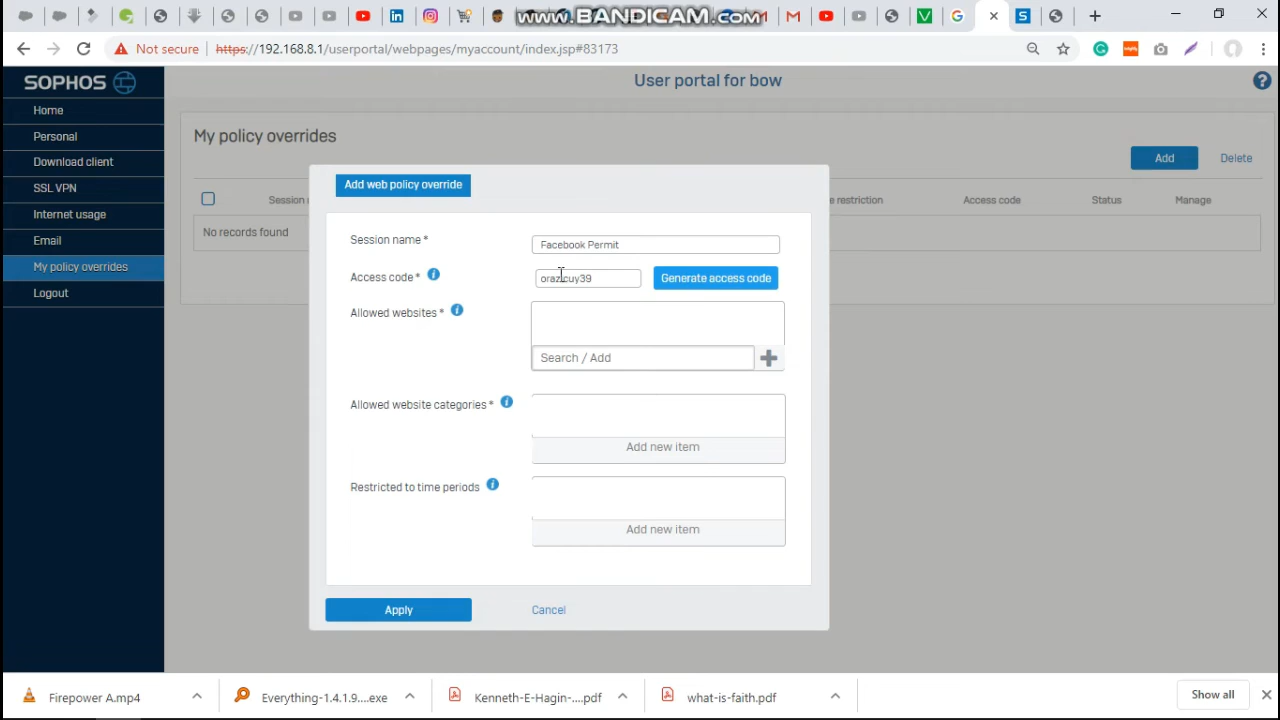 www.BANDICAM.com
Not secure
https://192.168.8.1/userportal/webpages/myaccount/index.jsp#83173
SOPHOS
User portal for bow
Home
Personal
Download client
SSL VPN
Internet usage
Email
My policy overrides
Logout
My policy overrides
Add
Delete
Session
e restriction
Access code
Status
Manage
No records found
Add web policy override
Session name *
Facebook Permit
Access code *
Generate access code
Allowed websites *
Search / Add
Allowed website categories *
Add new item
Restricted to time periods
Add new item
Apply
Cancel
Firepower A.mp4
Everything-1.4.1.9....exe
Kenneth-E-Hagin-....pdf
what-is-faith.pdf
Show all